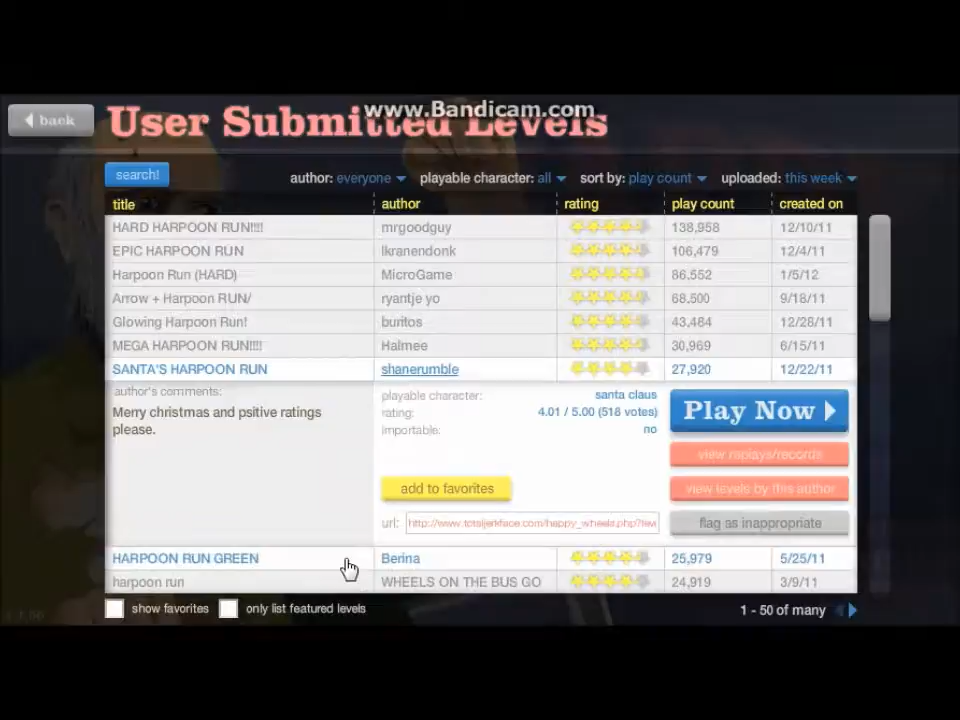 www.Bandicam.com
back
User Submitted Levels
search!
author: everyone playable character: all sort by: play count uploaded: this week
title author rating play count created on
HARD HARPOON RUN!!!! mrgoodguy 138,958 12/10/11
EPIC HARPOON RUN lkranendonk 106,479 12/4/11
Harpoon Run (HARD) MicroGame 86,552 1/5/12
Arrow + Harpoon RUN/ ryantje yo 68,500 9/18/11
Glowing Harpoon Run! buritos 43,484 12/28/11
MEGA HARPOON RUN!!!! Halmee 30,969 6/15/11
SANTA'S HARPOON RUN shanerumble 27,920 12/22/11
author's comments:
Merry christmas and psitive ratings
please.
playable character: santa claus
rating: 4.01 / 5.00 (518 votes)
importable: no
add to favorites
url: http://www.totaljerkface.com/happy_wheels.php?lev
Play Now
view replays/records
view levels by this author
flag as inappropriate
HARPOON RUN GREEN Berina 25,979 5/25/11
harpoon run WHEELS ON THE BUS GO 24,919 3/9/11
show favorites only list featured levels 1 - 50 of many